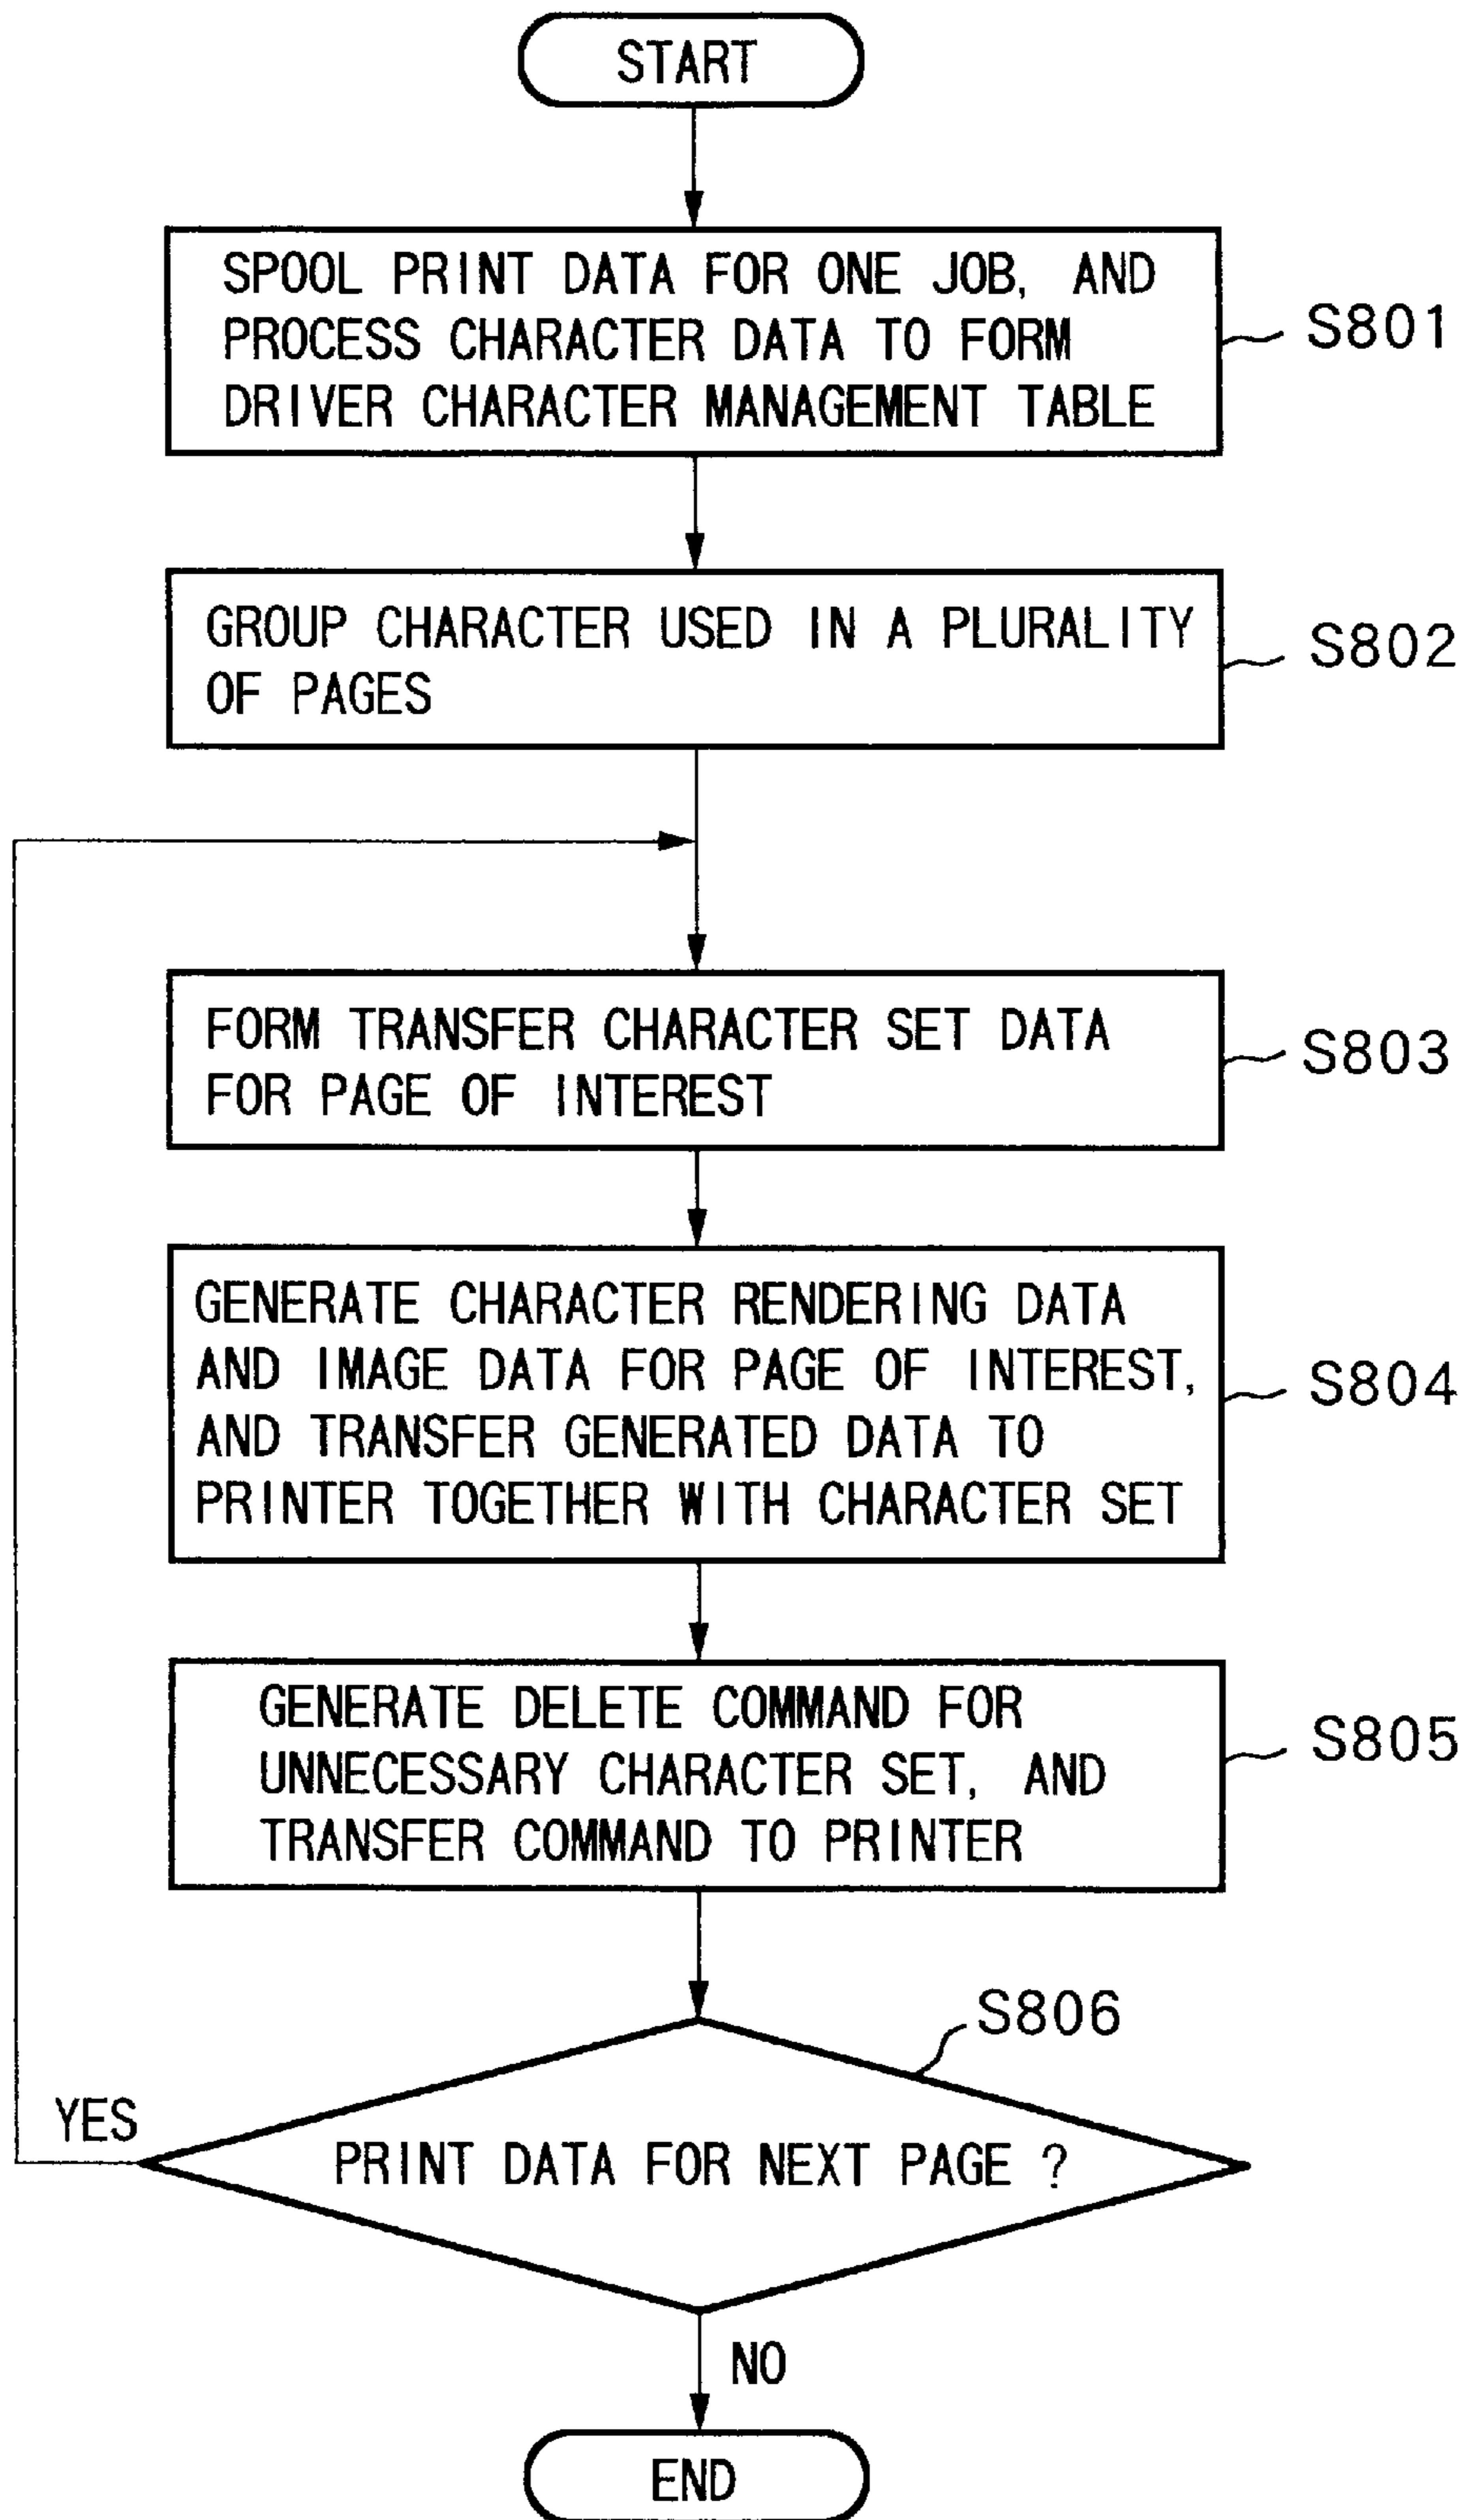 START
SPOOL PRINT DATA FOR ONE JOB, AND
PROCESS CHARACTER DATA TO FORM
DRIVER CHARACTER MANAGEMENT TABLE
S801
GROUP CHARACTER USED IN A PLURALITY
OF PAGES
S802
FORM TRANSFER CHARACTER SET DATA
FOR PAGE OF INTEREST
S803
GENERATE CHARACTER RENDERING DATA
AND IMAGE DATA FOR PAGE OF INTEREST,
AND TRANSFER GENERATED DATA TO
PRINTER TOGETHER WITH CHARACTER SET
S804
GENERATE DELETE COMMAND FOR
UNNECESSARY CHARACTER SET, AND
TRANSFER COMMAND TO PRINTER
S805
S806
YES
PRINT DATA FOR NEXT PAGE ?
NO
END